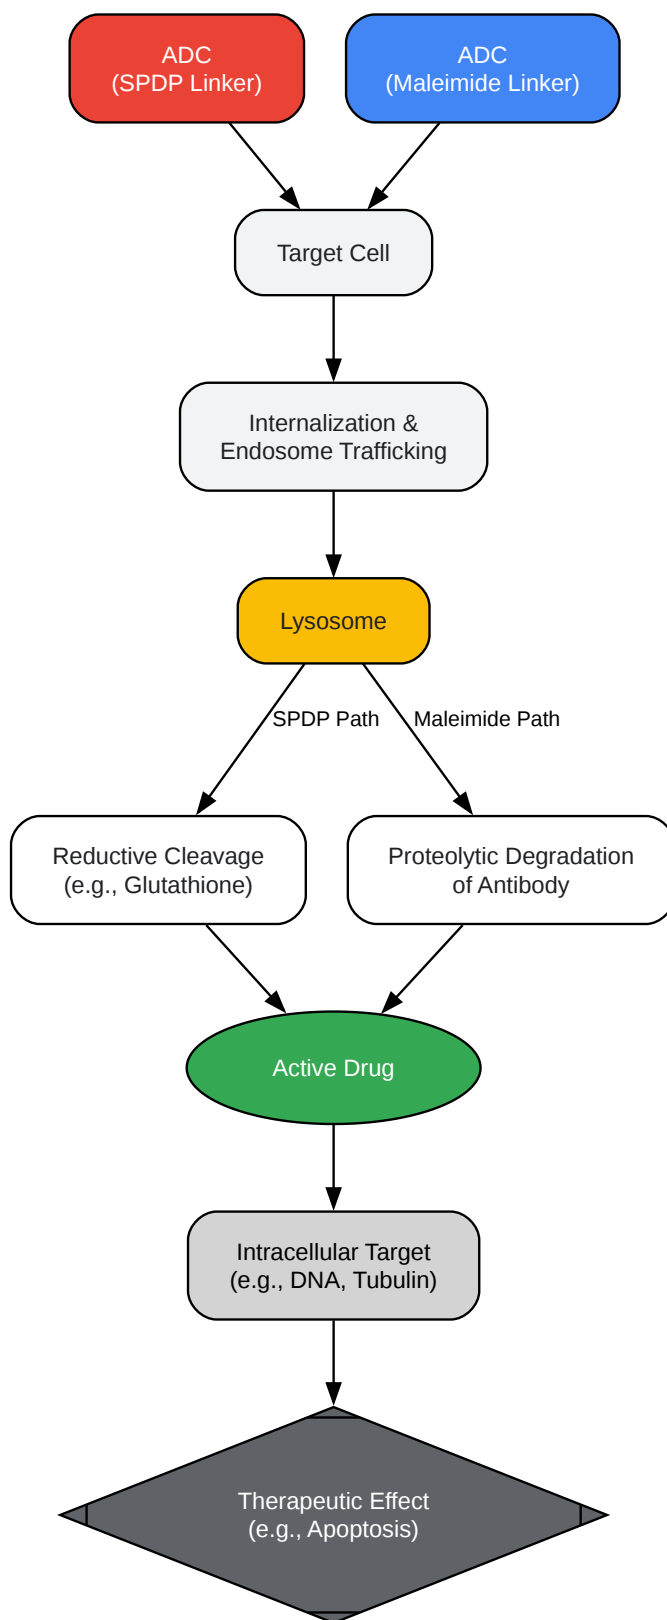 ADC
(SPDP Linker)
ADC
(Maleimide Linker)
Target Cell
Internalization &
Endosome Trafficking
Lysosome
SPDP Path
Maleimide Path
Reductive Cleavage
(e.g., Glutathione)
Proteolytic Degradation
of Antibody
Active Drug
Intracellular Target
(e.g., DNA, Tubulin)
Therapeutic Effect
(e.g., Apoptosis)